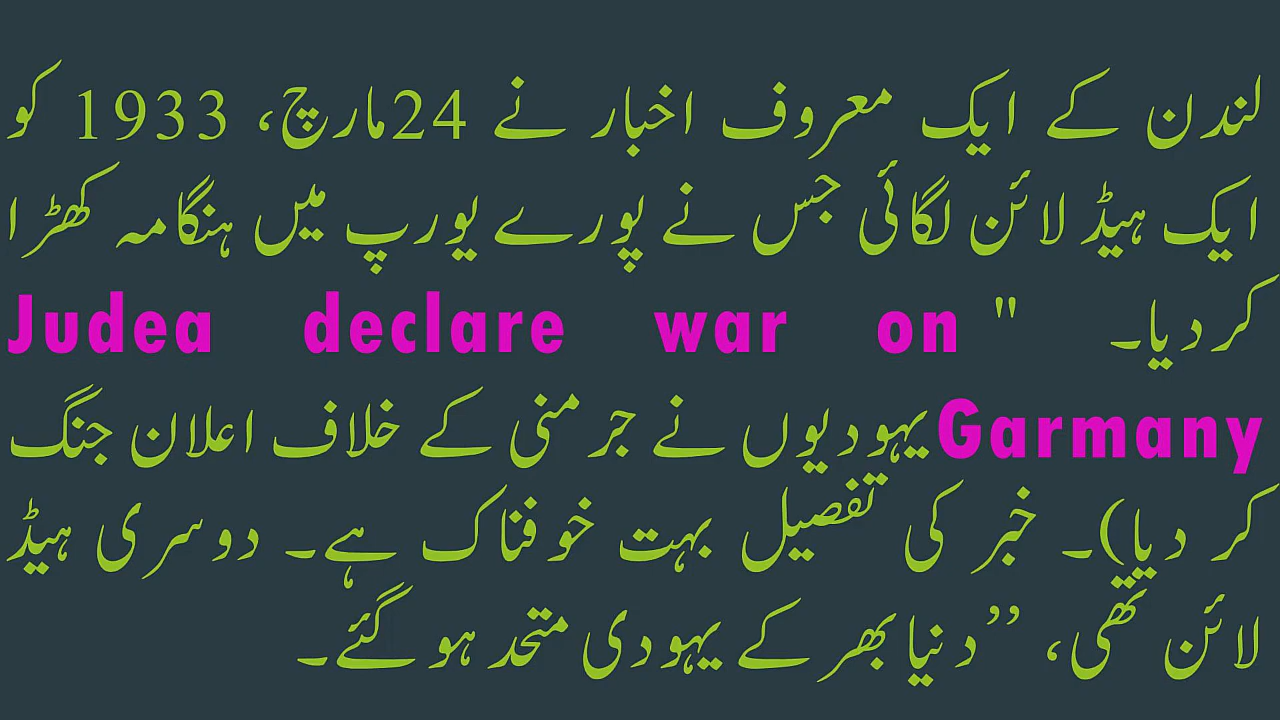 لندن کے ایک معروف اخبار نے 24مارچ، 1933 کو
ایک ہیڈ لائن لگائی جس نے پورے یورپ میں ہنگامہ کھڑا
کردیا۔ " Judea declare war on
Garmany یہودیوں نے جرمنی کے خلاف اعلان جنگ
کر دیا)۔ خبر کی تفصیل بہت خوفناک ہے۔ دوسری ہیڈ
لائن تھی، ’’دنیا بھر کے یہودی متحد ہو گئے۔